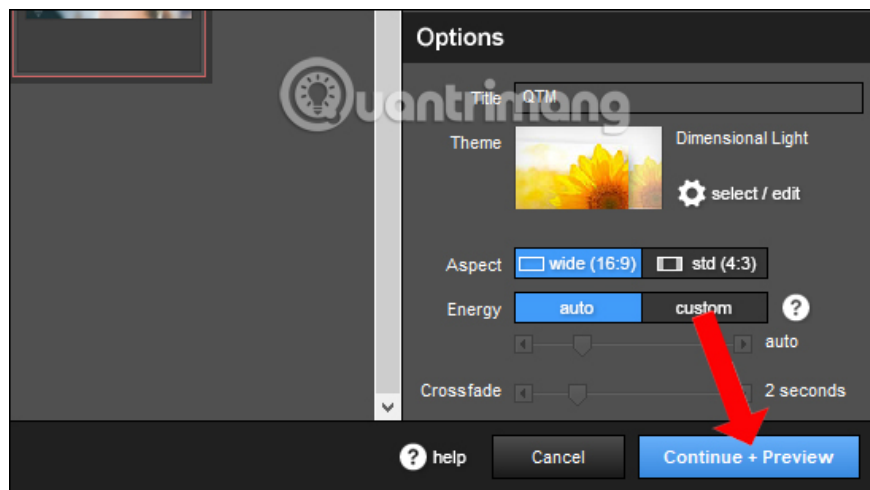 Options
Quantrimang
Title QTM
Theme Dimensional Light
select / edit
Aspect wide (16:9) std (4:3)
Energy auto custom ?
auto
Crossfade 2 seconds
? help Cancel Continue + Preview